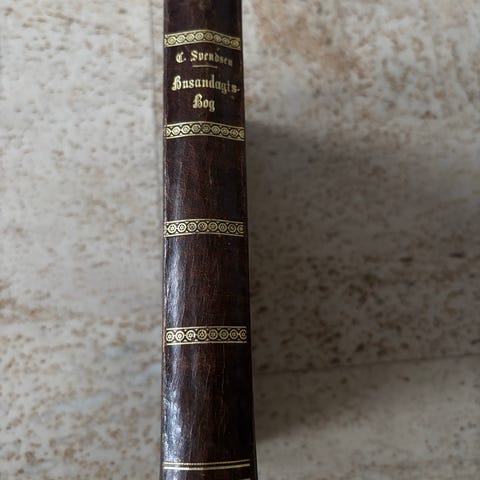 C. Svendsen
Husandagts-
Bog